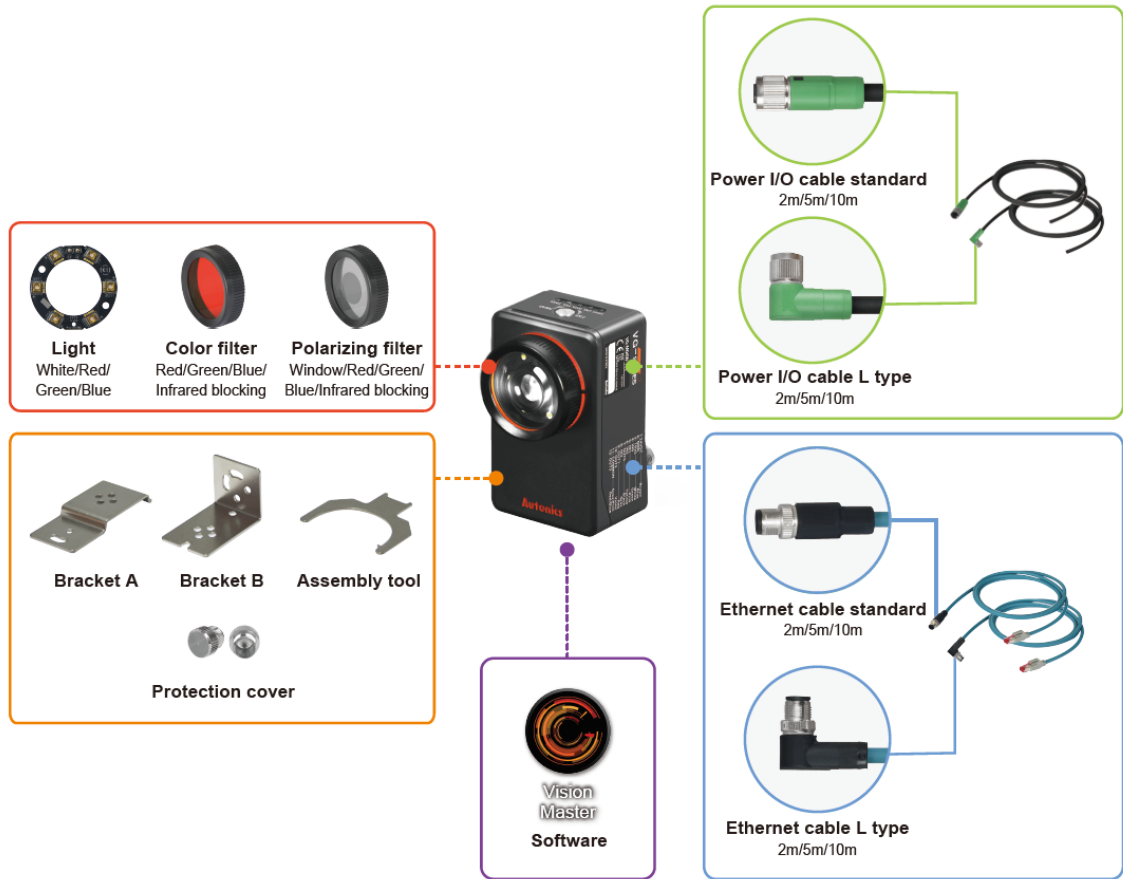 Power I/O cable standard
2m/5m/10m
Power I/O cable L type
2m/5m/10m
Light
White/Red/
Green/Blue
Color filter
Red/Green/Blue/
Infrared blocking
Polarizing filter
Window/Red/Green/
Blue/Infrared blocking
Autonics
Bracket A
Bracket B
Assembly tool
Protection cover
Vision
Master
Software
Ethernet cable standard
2m/5m/10m
Ethernet cable L type
2m/5m/10m